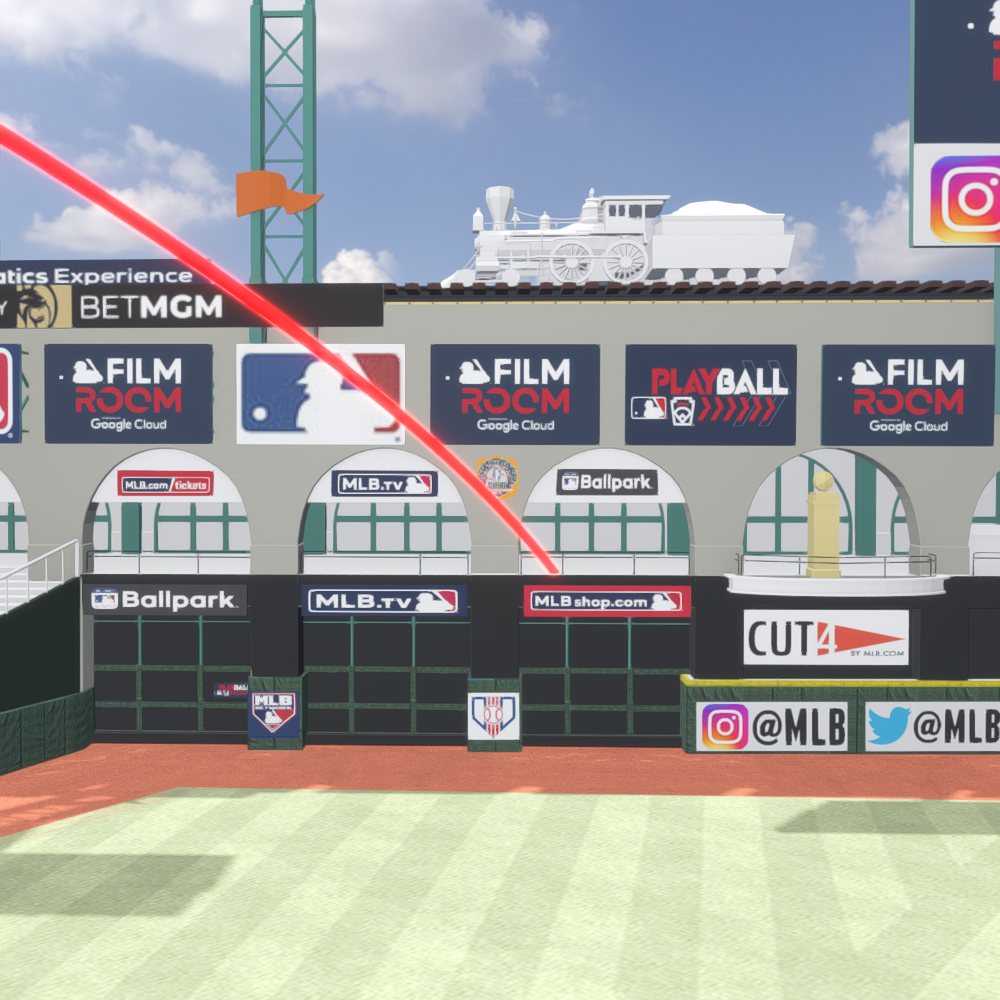 atics Experience
Y BETMGM
FILM
ROOM
Google Cloud
FILM
ROOM
Google Cloud
PLAYBALL
FILM
ROOM
Google Cloud
MLB.com/tickets
MLB.TV
Ballpark
Ballpark
MLB.TV
MLBshop.com
CUT4
BY MLB.COM
MLB
@MLB
@MLB